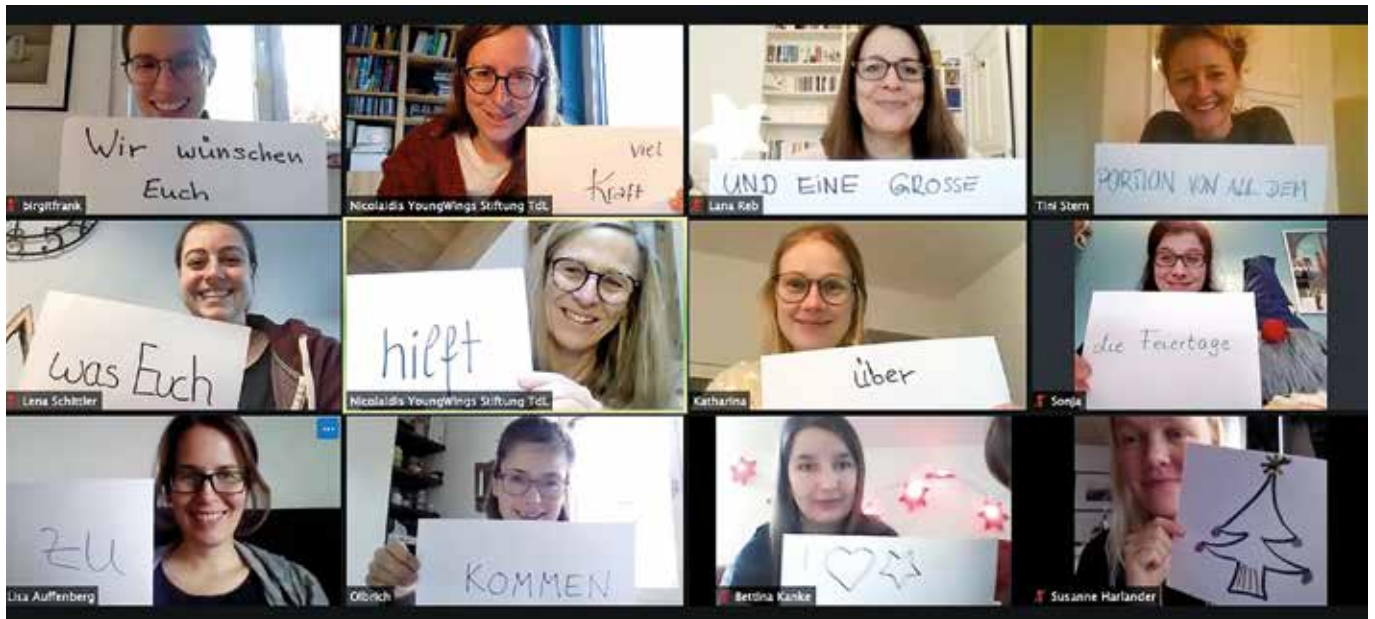 Wir wünschen
Euch
birgitfrank
viel
Kraft
Nicolaidis YoungWings Stiftung TdL
UND EINE GROSSE
Lana Reb
PORTION VON ALL DEM
Tini Stern
was Euch
Lena Schittler
hilft
Nicolaidis YoungWings Stiftung TdL
über
Katharina
die Feiertage
Sonja
ZU
Lisa Auffenberg
KOMMEN
Olbrich
Bettina Kanke
Susanne Harlander